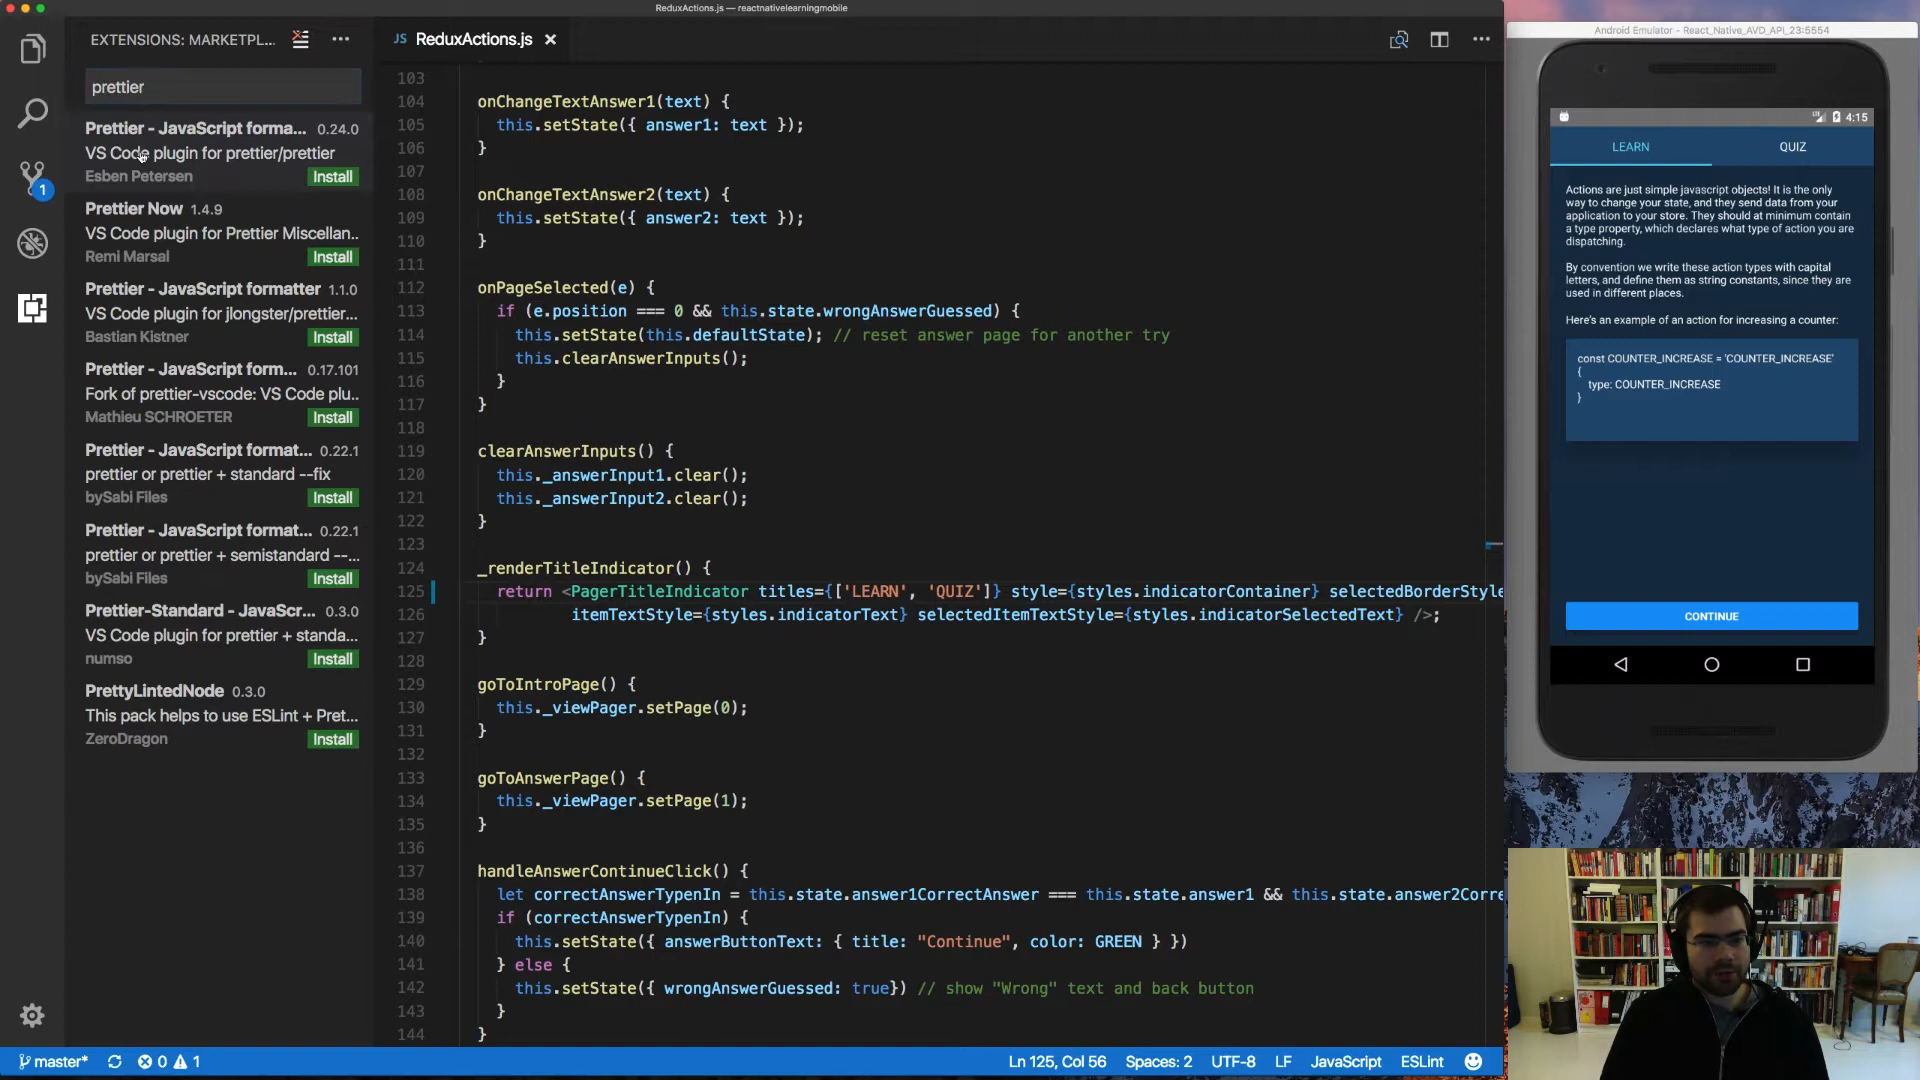 ReduxActions.js — reactnativelearningmobile
EXTENSIONS: MARKETPL...
prettier
Prettier - JavaScript forma... 0.24.0
VS Code plugin for prettier/prettier
Esben Petersen Install
Prettier Now 1.4.9
VS Code plugin for Prettier Miscellan..
Remi Marsal Install
Prettier - JavaScript formatter 1.1.0
VS Code plugin for jlongster/prettier...
Bastian Kistner Install
Prettier - JavaScript form... 0.17.101
Fork of prettier-vscode: VS Code plu..
Mathieu SCHROETER Install
Prettier - JavaScript format... 0.22.1
prettier or prettier + standard --fix
bySabi Files Install
Prettier - JavaScript format... 0.22.1
prettier or prettier + semistandard --...
bySabi Files Install
Prettier-Standard - JavaScr... 0.3.0
VS Code plugin for prettier + standa...
numso Install
PrettyLintedNode 0.3.0
This pack helps to use ESLint + Pret...
ZeroDragon Install
1
JS ReduxActions.js
103
104 onChangeTextAnswer1(text) {
105 this.setState({ answer1: text });
106 }
107
108 onChangeTextAnswer2(text) {
109 this.setState({ answer2: text });
110 }
111
112 onPageSelected(e) {
113 if (e.position === 0 && this.state.wrongAnswerGuessed) {
114 this.setState(this.defaultState); // reset answer page for another try
115 this.clearAnswerInputs();
116 }
117 }
118
119 clearAnswerInputs() {
120 this._answerInput1.clear();
121 this._answerInput2.clear();
122 }
123
124 _renderTitleIndicator() {
125 return <PagerTitleIndicator titles={['LEARN', 'QUIZ']} style={styles.indicatorContainer} selectedBorderStyle
126 itemTextStyle={styles.indicatorText} selectedItemTextStyle={styles.indicatorSelectedText} />;
127 }
128
129 goToIntroPage() {
130 this._viewPager.setPage(0);
131 }
132
133 goToAnswerPage() {
134 this._viewPager.setPage(1);
135 }
136
137 handleAnswerContinueClick() {
138 let correctAnswerTypenIn = this.state.answer1CorrectAnswer === this.state.answer1 && this.state.answer2Corre
139 if (correctAnswerTypenIn) {
140 this.setState({ answerButtonText: { title: "Continue", color: GREEN } })
141 } else {
142 this.setState({ wrongAnswerGuessed: true}) // show "Wrong" text and back button
143 }
144 }
master* 0 1
Ln 125, Col 56 Spaces: 2 UTF-8 LF JavaScript ESLint
Android Emulator - React_Native_AVD_API_23:5554
4:15
LEARN QUIZ
Actions are just simple javascript objects! It is the only
way to change your state, and they send data from your
application to your store. They should at minimum contain
a type property, which declares what type of action you are
dispatching.
By convention we write these action types with capital
letters, and define them as string constants, since they are
used in different places.
Here's an example of an action for increasing a counter:
const COUNTER_INCREASE = 'COUNTER_INCREASE'
{
type: COUNTER_INCREASE
}
CONTINUE